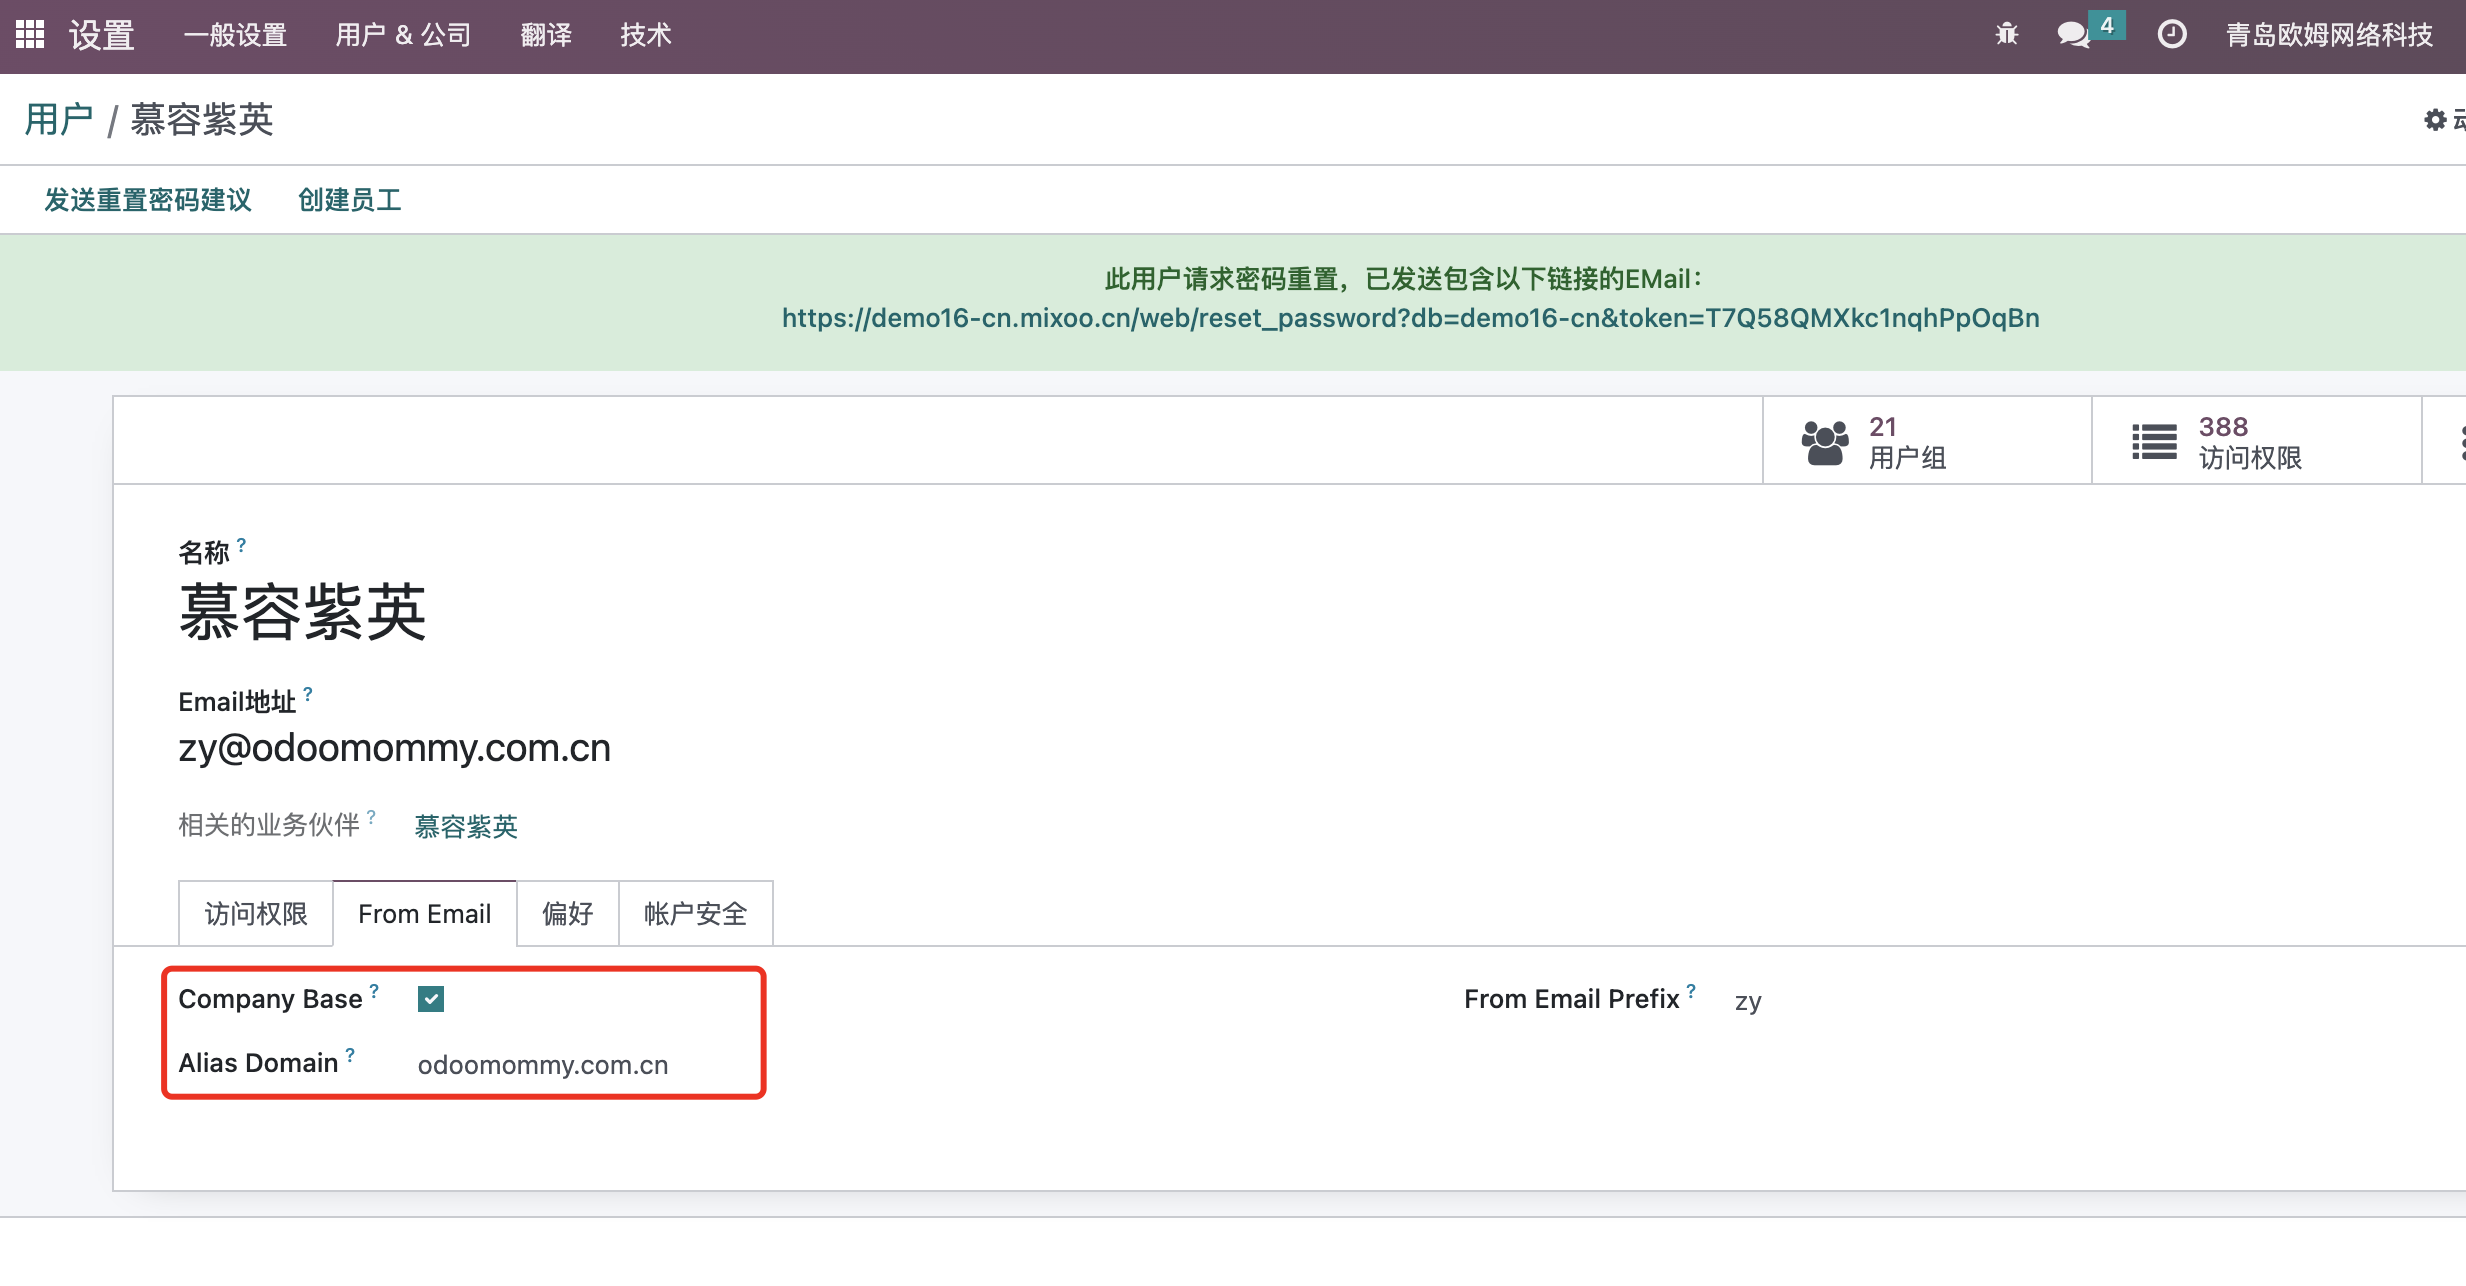 设置 一般设置 用户 & 公司 翻译 技术 4 青岛欧姆网络科技
用户 / 慕容紫英
发送重置密码建议 创建员工
此用户请求密码重置，已发送包含以下链接的EMail：
https://demo16-cn.mixoo.cn/web/reset_password?db=demo16-cn&token=T7Q58QMXkc1nqhPpOqBn
21
用户组
388
访问权限
名称 ?
慕容紫英
Email地址 ?
zy@odoomommy.com.cn
相关的业务伙伴 ? 慕容紫英
访问权限 From Email 偏好 帐户安全
Company Base ? From Email Prefix ? zy
Alias Domain ? odoomommy.com.cn